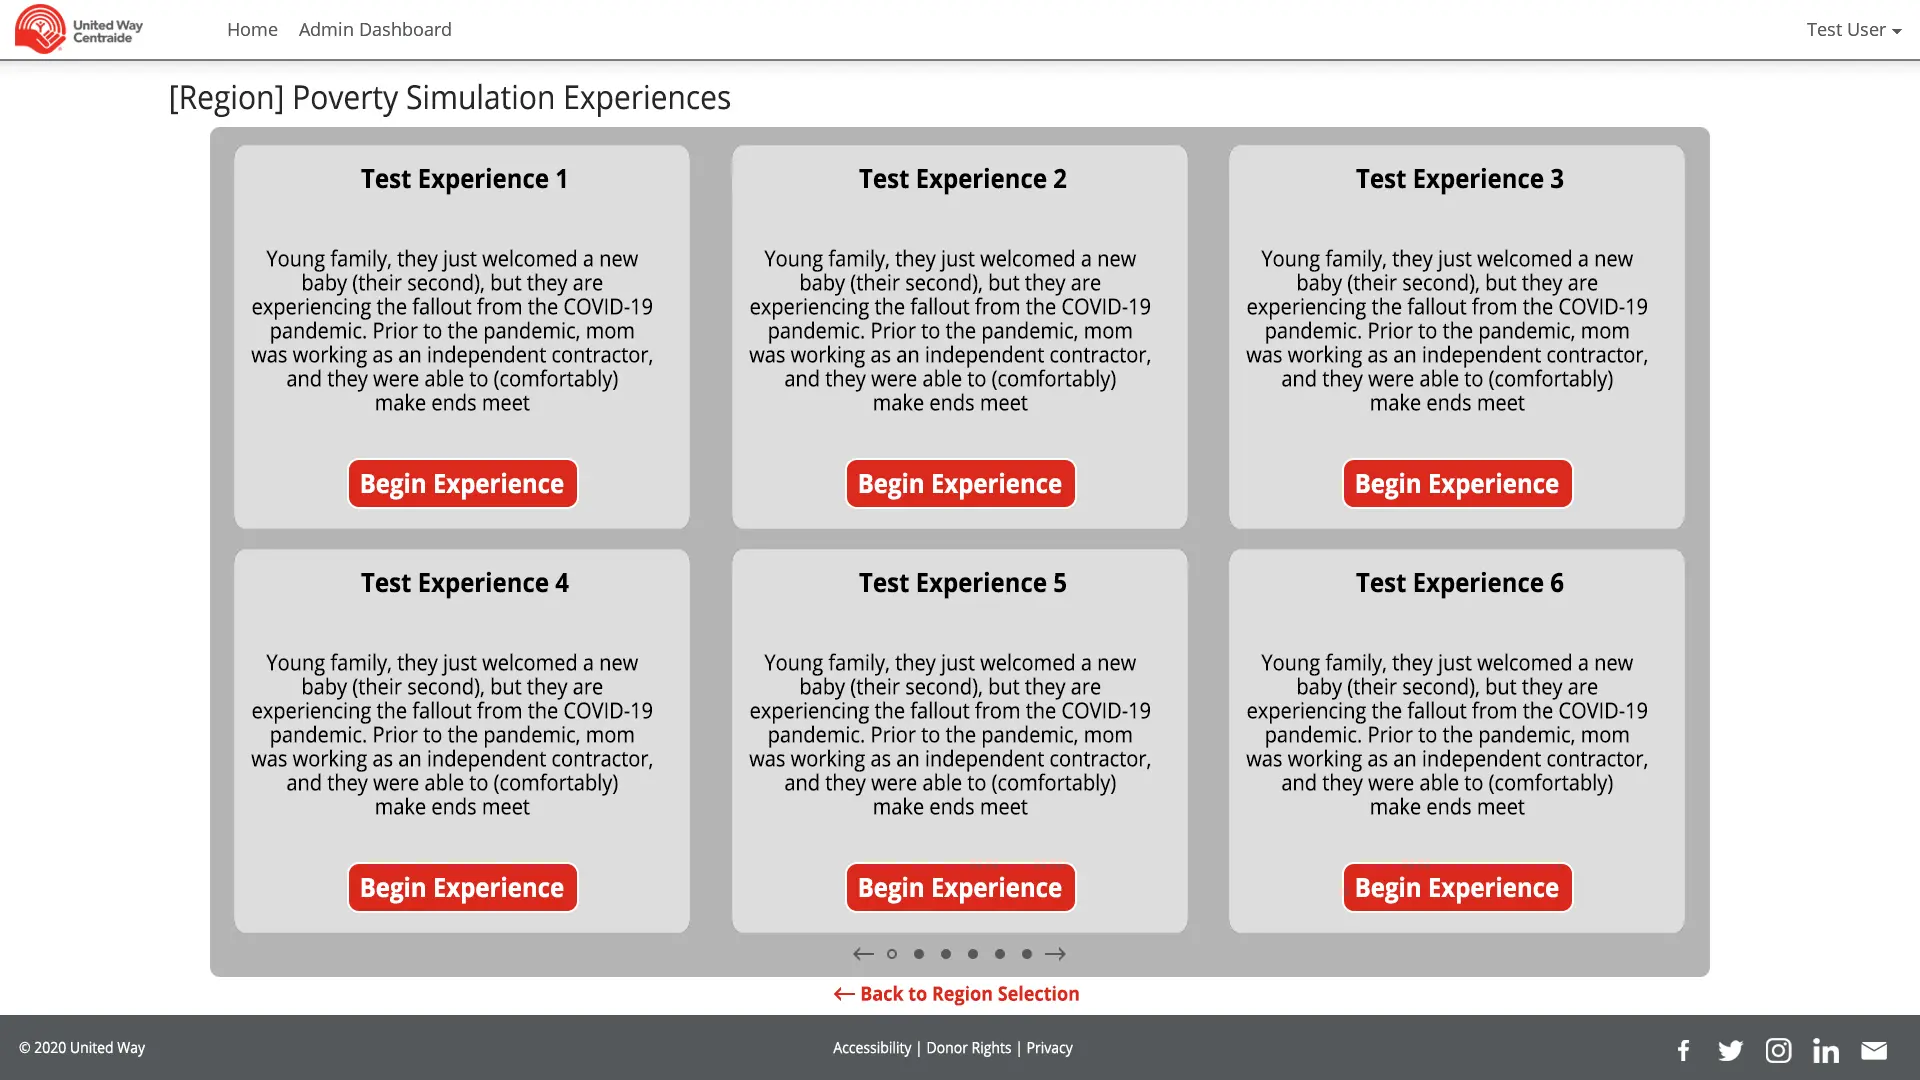 United Way
Centraide
Home
Admin Dashboard
Test User
[Region] Poverty Simulation Experiences
Test Experience 1
Young family, they just welcomed a new
baby (their second), but they are
experiencing the fallout from the COVID-19
pandemic. Prior to the pandemic, mom
was working as an independent contractor,
and they were able to (comfortably)
make ends meet
Begin Experience
Test Experience 2
Young family, they just welcomed a new
baby (their second), but they are
experiencing the fallout from the COVID-19
pandemic. Prior to the pandemic, mom
was working as an independent contractor,
and they were able to (comfortably)
make ends meet
Begin Experience
Test Experience 3
Young family, they just welcomed a new
baby (their second), but they are
experiencing the fallout from the COVID-19
pandemic. Prior to the pandemic, mom
was working as an independent contractor,
and they were able to (comfortably)
make ends meet
Begin Experience
Test Experience 4
Young family, they just welcomed a new
baby (their second), but they are
experiencing the fallout from the COVID-19
pandemic. Prior to the pandemic, mom
was working as an independent contractor,
and they were able to (comfortably)
make ends meet
Begin Experience
Test Experience 5
Young family, they just welcomed a new
baby (their second), but they are
experiencing the fallout from the COVID-19
pandemic. Prior to the pandemic, mom
was working as an independent contractor,
and they were able to (comfortably)
make ends meet
Begin Experience
Test Experience 6
Young family, they just welcomed a new
baby (their second), but they are
experiencing the fallout from the COVID-19
pandemic. Prior to the pandemic, mom
was working as an independent contractor,
and they were able to (comfortably)
make ends meet
Begin Experience
Back to Region Selection
© 2020 United Way
Accessibility | Donor Rights | Privacy